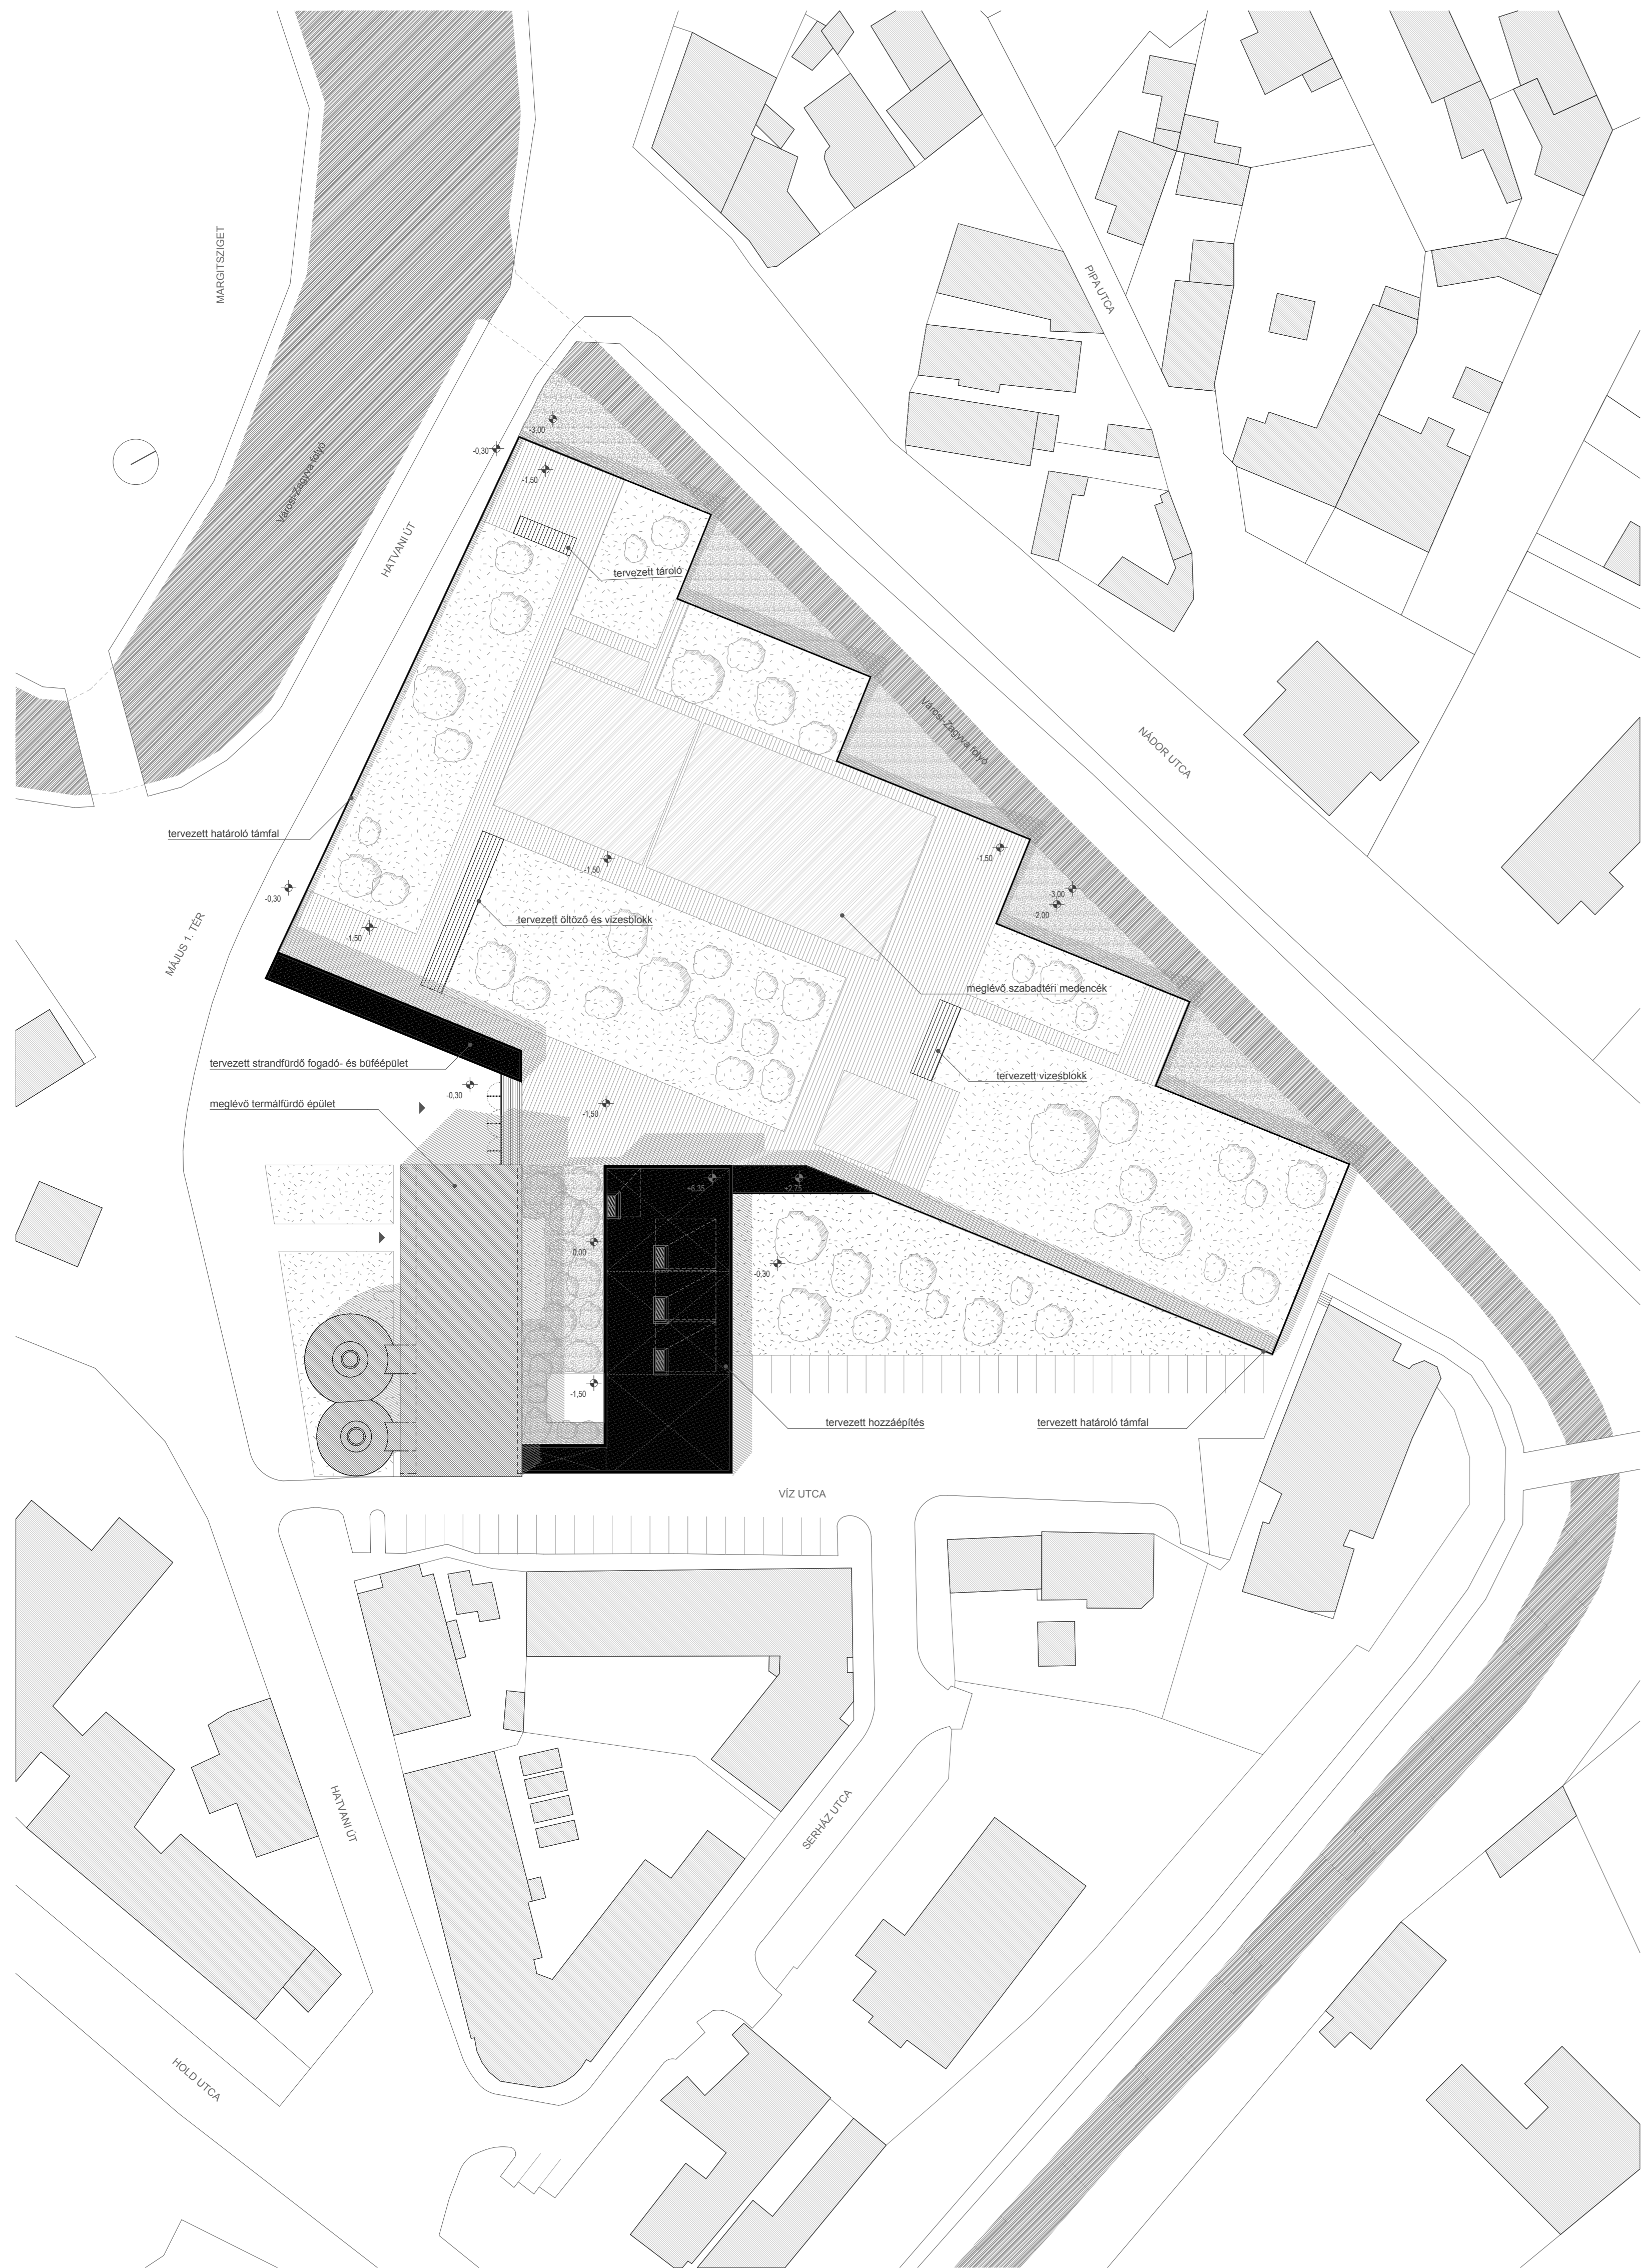 MARGITSZIGET
PIPA UTCA
-3.00
-0,30
-1,50
Városi-Zagyva folyó
HATVANI ÚT
tervezett tároló
Városi-Zagyva folyó
NÁDOR UTCA
tervezett határoló támfal
-1,50
-1,50
-3,00
-0,30
-2,00
tervezett öltöző és vizesblokk
MÁJUS 1. TÉR
-1,50
meglévő szabadtéri medencék
tervezett strandfürdő fogadó- és büféépület
tervezett vizesblokk
-0,30
meglévő termálfürdő épület
-1,50
+6,35
+2,75
0,00
-0,30
-1,50
tervezett hozzáépítés
tervezett határoló támfal
VÍZ UTCA
HATVANI ÚT
SERHÁZ UTCA
HOLD UTCA